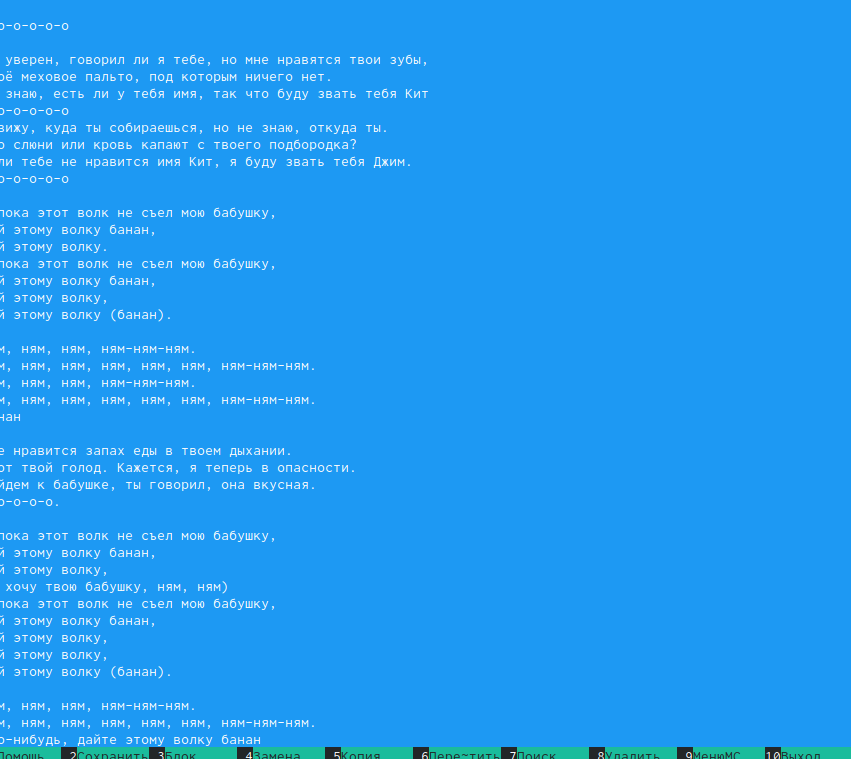 о-о-о-о-о
уверен, говорил ли я тебе, но мне нравятся твои зубы,
оё меховое пальто, под которым ничего нет.
знаю, есть ли у тебя имя, так что буду звать тебя Кит
о-о-о-о-о
вижу, куда ты собираешься, но не знаю, откуда ты.
о слюни или кровь капают с твоего подбородка?
ли тебе не нравится имя Кит, я буду звать тебя Джим.
о-о-о-о-о
пока этот волк не съел мою бабушку,
й этому волку банан,
й этому волку.
пока этот волк не съел мою бабушку,
й этому волку банан,
й этому волку,
й этому волку (банан).
м, ням, ням, ням-ням-ням.
м, ням, ням, ням, ням, ням, ням-ням-ням.
м, ням, ням, ням-ням-ням.
м, ням, ням, ням, ням, ням, ням-ням-ням.
нан
е нравится запах еды в твоем дыхании.
от твой голод. Кажется, я теперь в опасности.
йдем к бабушке, ты говорил, она вкусная.
о-о-о-о.
пока этот волк не съел мою бабушку,
й этому волку банан,
й этому волку,
хочу твою бабушку, ням, ням)
пока этот волк не съел мою бабушку,
й этому волку банан,
й этому волку,
й этому волку,
й этому волку (банан).
м, ням, ням, ням-ням-ням.
м, ням, ням, ням, ням, ням, ням-ням-ням.
о-нибудь, дайте этому волку банан
Помощь 2Сохранить 3Блок 4Замена 5Копия 6Пере~тить 7Поиск 8Удалить 9МенюMC 10Выход